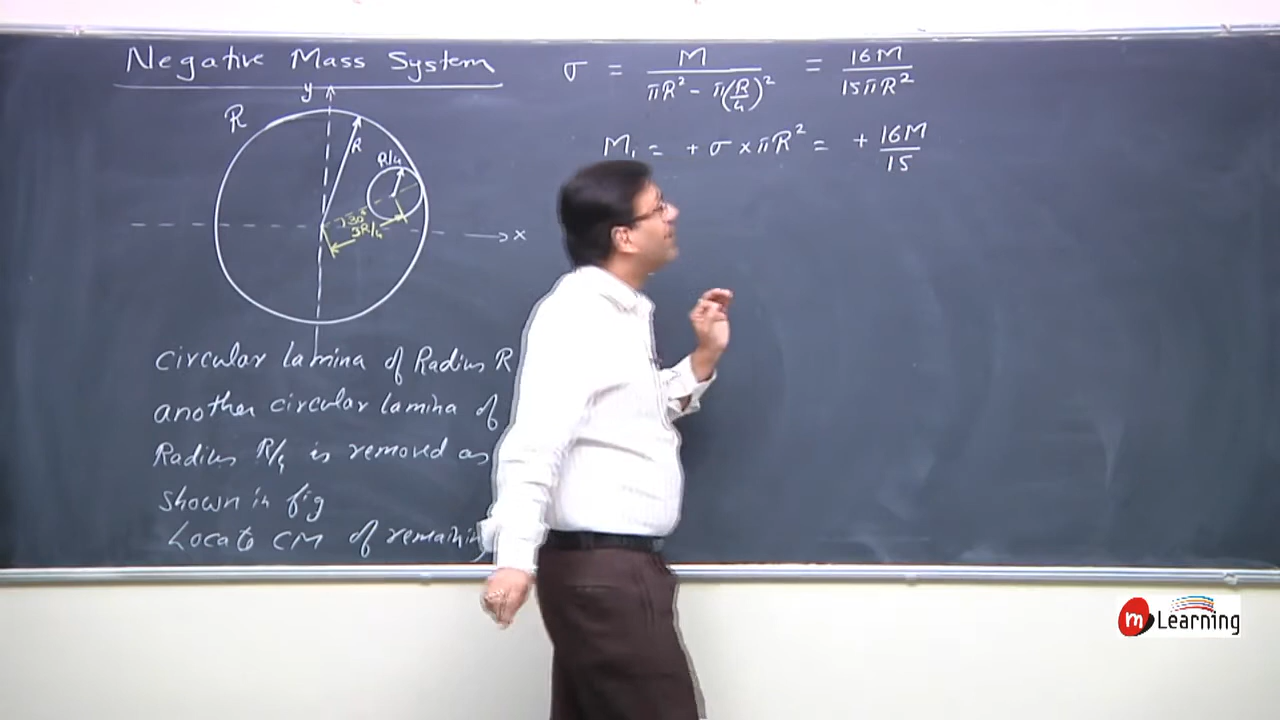 Negative Mass System
σ = M / (πR² - π(R/4)²) = 16M / 15πR²
M₁ = + σ × πR² = + 16M / 15
y
R
R
R/4
30°
3R/4
x
circular lamina of Radius R
another circular lamina of
Radius R/4 is removed as
shown in fig
Locate CM of remaining
m Learning